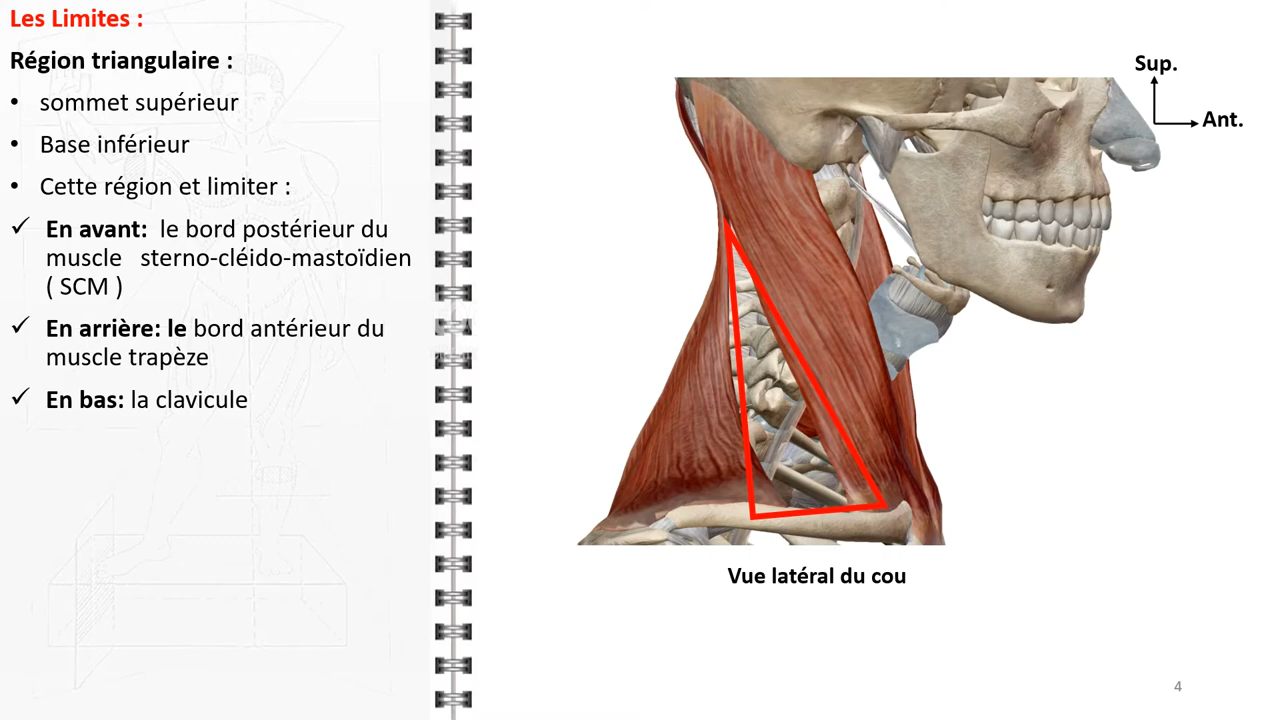 Les Limites :
Région triangulaire :
• sommet supérieur
• Base inférieur
• Cette région et limiter :
✓ En avant: le bord postérieur du
muscle sterno-cléido-mastoïdien
( SCM )
✓ En arrière: le bord antérieur du
muscle trapèze
✓ En bas: la clavicule
Sup.
Ant.
Vue latéral du cou
4